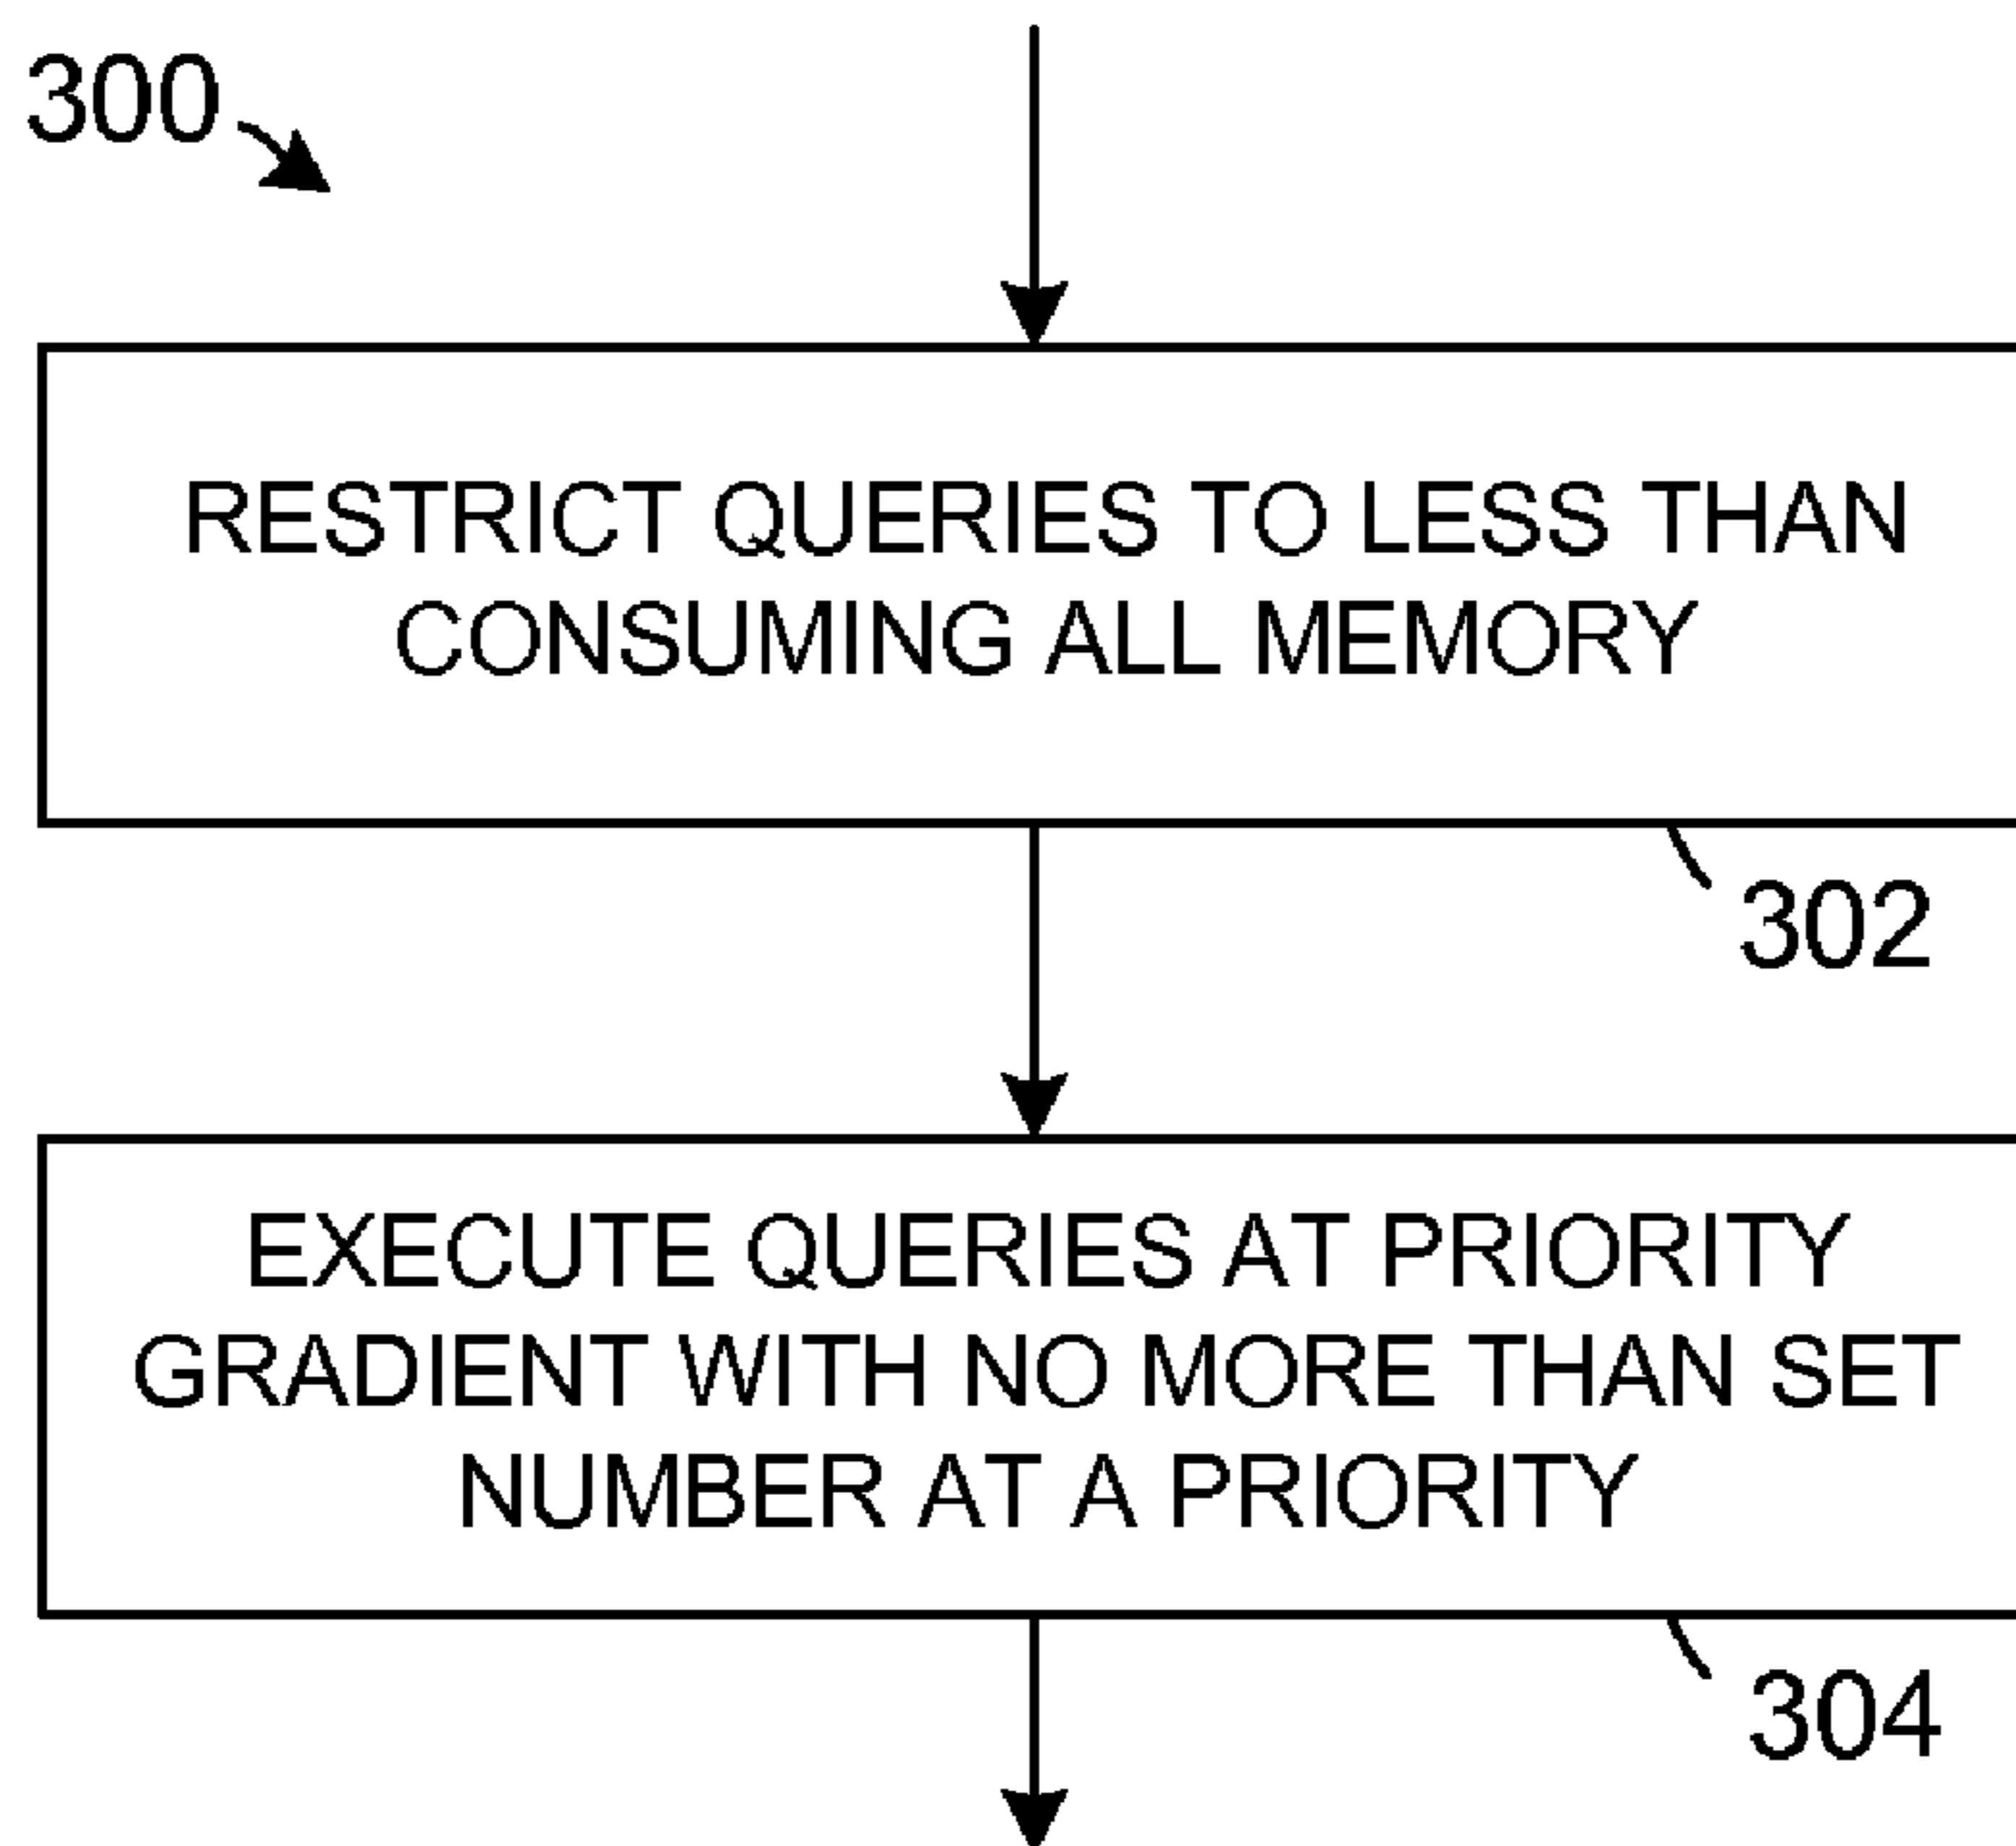 300
RESTRICT QUERIES TO LESS THAN
CONSUMING ALL MEMORY
302
EXECUTE QUERIES AT PRIORITY
GRADIENT WITH NO MORE THAN SET
NUMBER AT A PRIORITY
304